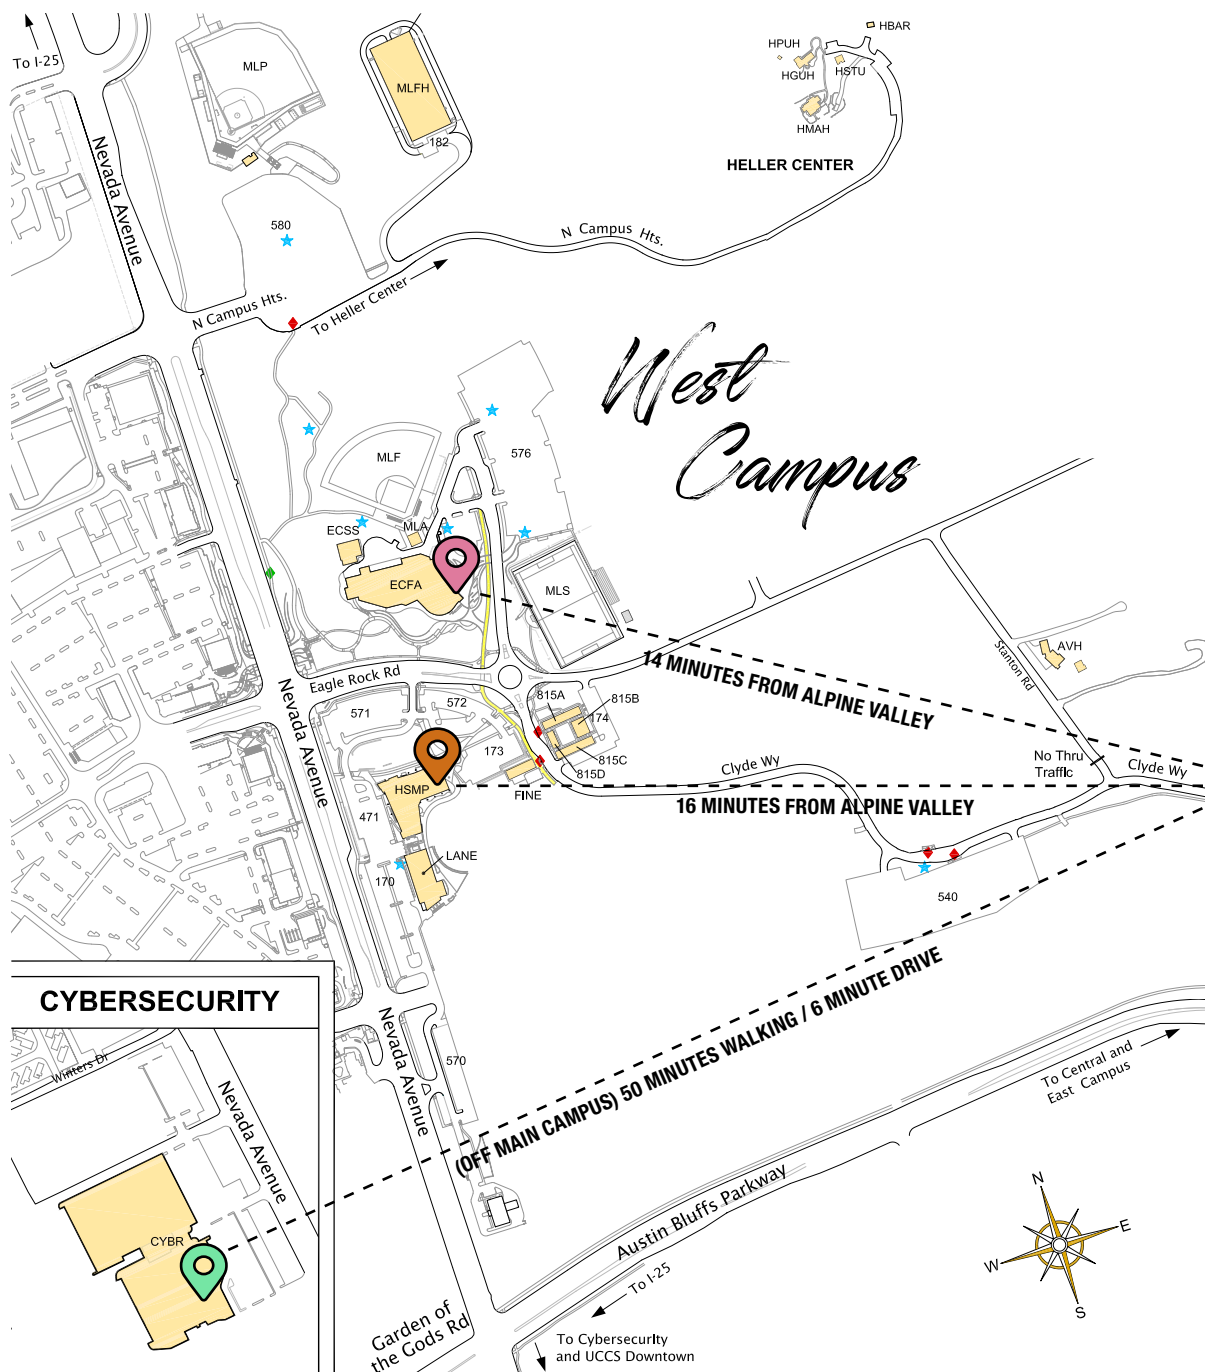 To I-25
MLP
MLFH
182
HBAR
HPUH
HGUH
HSTU
HMAH
HELLER CENTER
Nevada Avenue
580
N Campus Hts.
N Campus Hts.
To Heller Center
West
Campus
576
MLF
ECSS
MLA
ECFA
MLS
AVH
Stanton Rd
Eagle Rock Rd
14 MINUTES FROM ALPINE VALLEY
815A
815B
174
815C
815D
571
572
173
Nevada Avenue
No Thru
Traffic
Clyde Wy
Clyde Wy
HSMP
FINE
16 MINUTES FROM ALPINE VALLEY
471
LANE
170
540
(OFF MAIN CAMPUS) 50 MINUTES WALKING / 6 MINUTE DRIVE
CYBERSECURITY
Winters Dr
Nevada Avenue
Nevada Avenue
570
To Central and
East Campus
Austin Bluffs Parkway
CYBR
N
E
W
S
To I-25
Garden of
the Gods Rd
To Cybersecurity
and UCCS Downtown